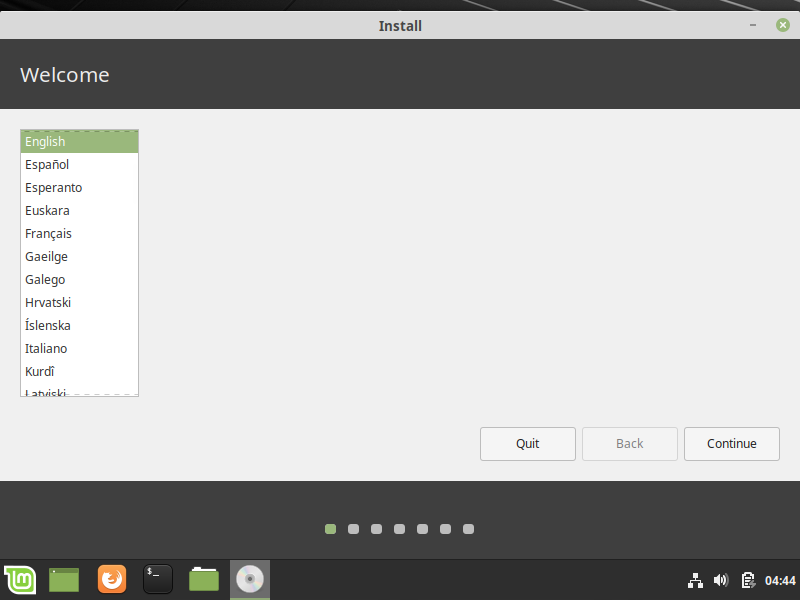 Install
Welcome
English
Español
Esperanto
Euskara
Français
Gaeilge
Galego
Hrvatski
Íslenska
Italiano
Kurdî
Latviski
Quit
Back
Continue
$_
04:44